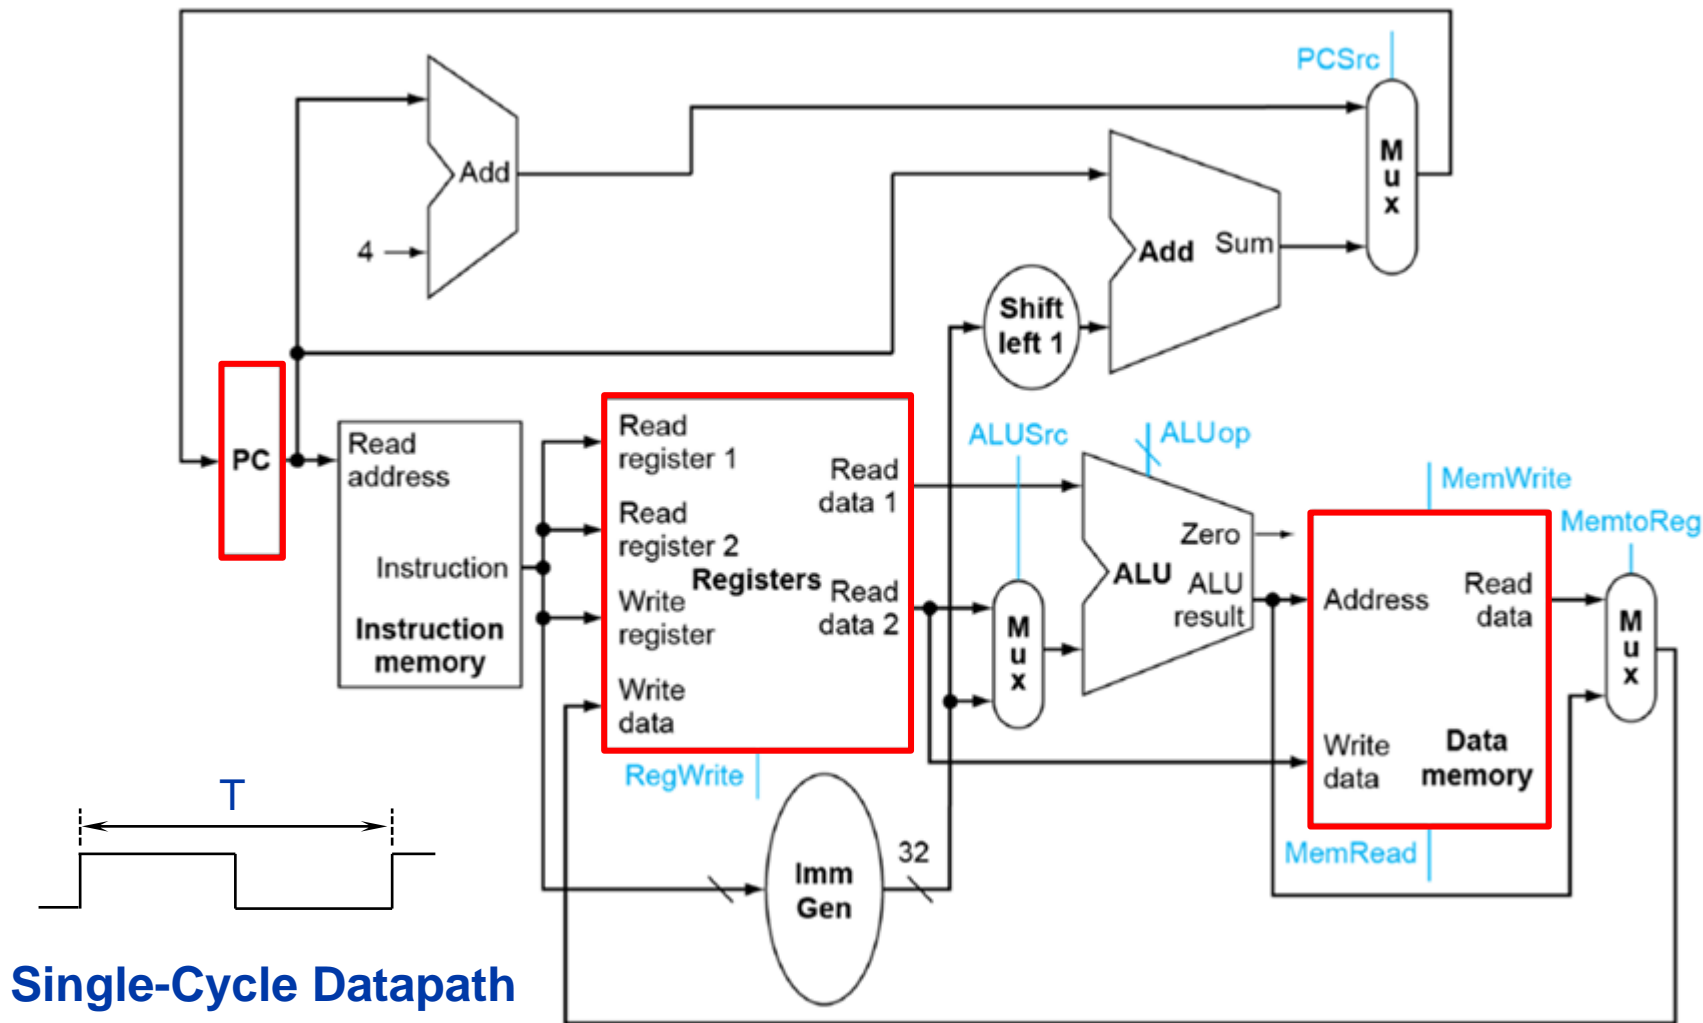 PCSrc
M
u
x
Add
4
Add
Sum
Shift
left 1
PC
Read
address
Instruction
Instruction
memory
Read
register 1
Read
register 2
Write
register
Write
data
Registers
Read
data 1
Read
data 2
RegWrite
ALUSrc
M
u
x
ALUop
Zero
ALU
ALU
result
MemWrite
MemtoReg
Address
Read
data
Write
data
Data
memory
MemRead
M
u
x
Imm
Gen
32
T
Single-Cycle Datapath